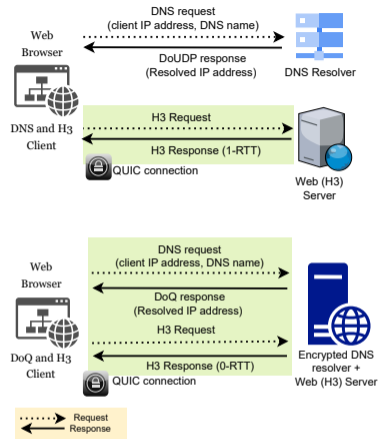 DNS request
(client IP address, DNS name)
Web
Browser
DoUDP response
(Resolved IP address)
DNS Resolver
DNS and H3
Client
H3 Request
H3 Response (1-RTT)
QUIC connection
Web (H3)
Server
DNS request
(client IP address, DNS name)
Web
Browser
DoQ response
(Resolved IP address)
H3 Request
DoQ and H3
Client
H3 Response (0-RTT)
QUIC connection
Encrypted DNS
resolver +
Web (H3) Server
Request
Response